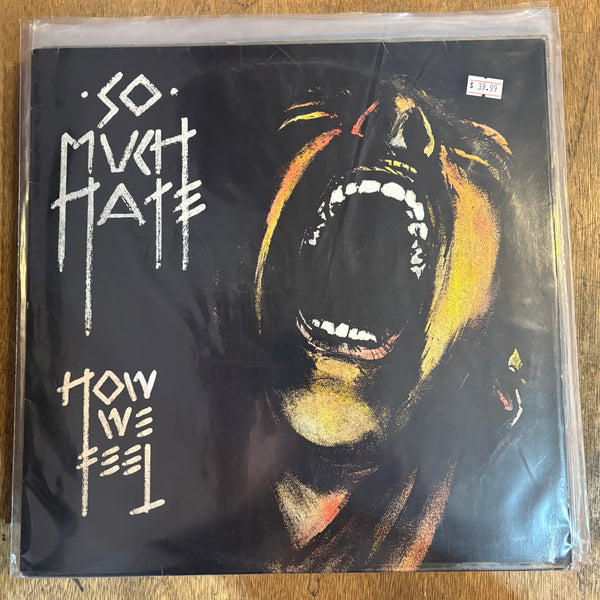 ·SO·
MUCH
HATE
HOW
WE
FEEL
$ 39.99